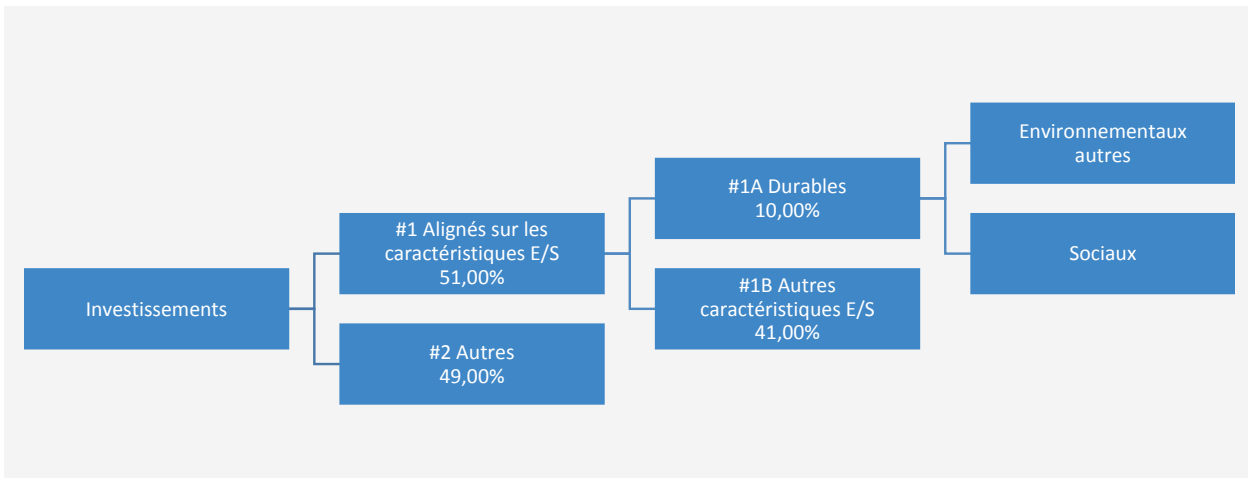 Investissements
#1 Alignés sur les
caractéristiques E/S
51,00%
#2 Autres
49,00%
#1A Durables
10,00%
#1B Autres
caractéristiques E/S
41,00%
Environnementaux
autres
Sociaux